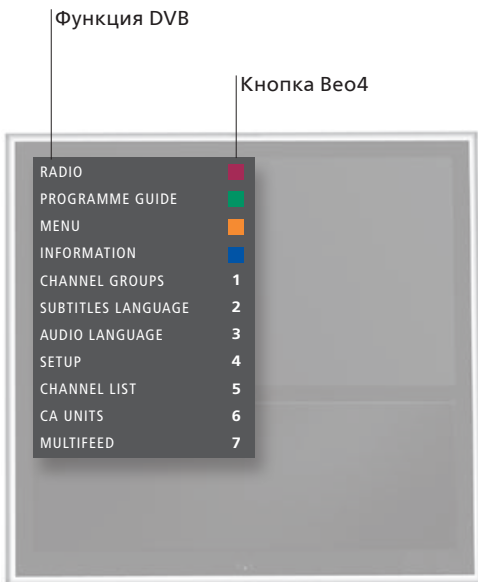 Функция DVB
Кнопка Beo4
RADIO
PROGRAMME GUIDE
MENU
INFORMATION
CHANNEL GROUPS 1
SUBTITLES LANGUAGE 2
AUDIO LANGUAGE 3
SETUP 4
CHANNEL LIST 5
CA UNITS 6
MULTIFEED 7